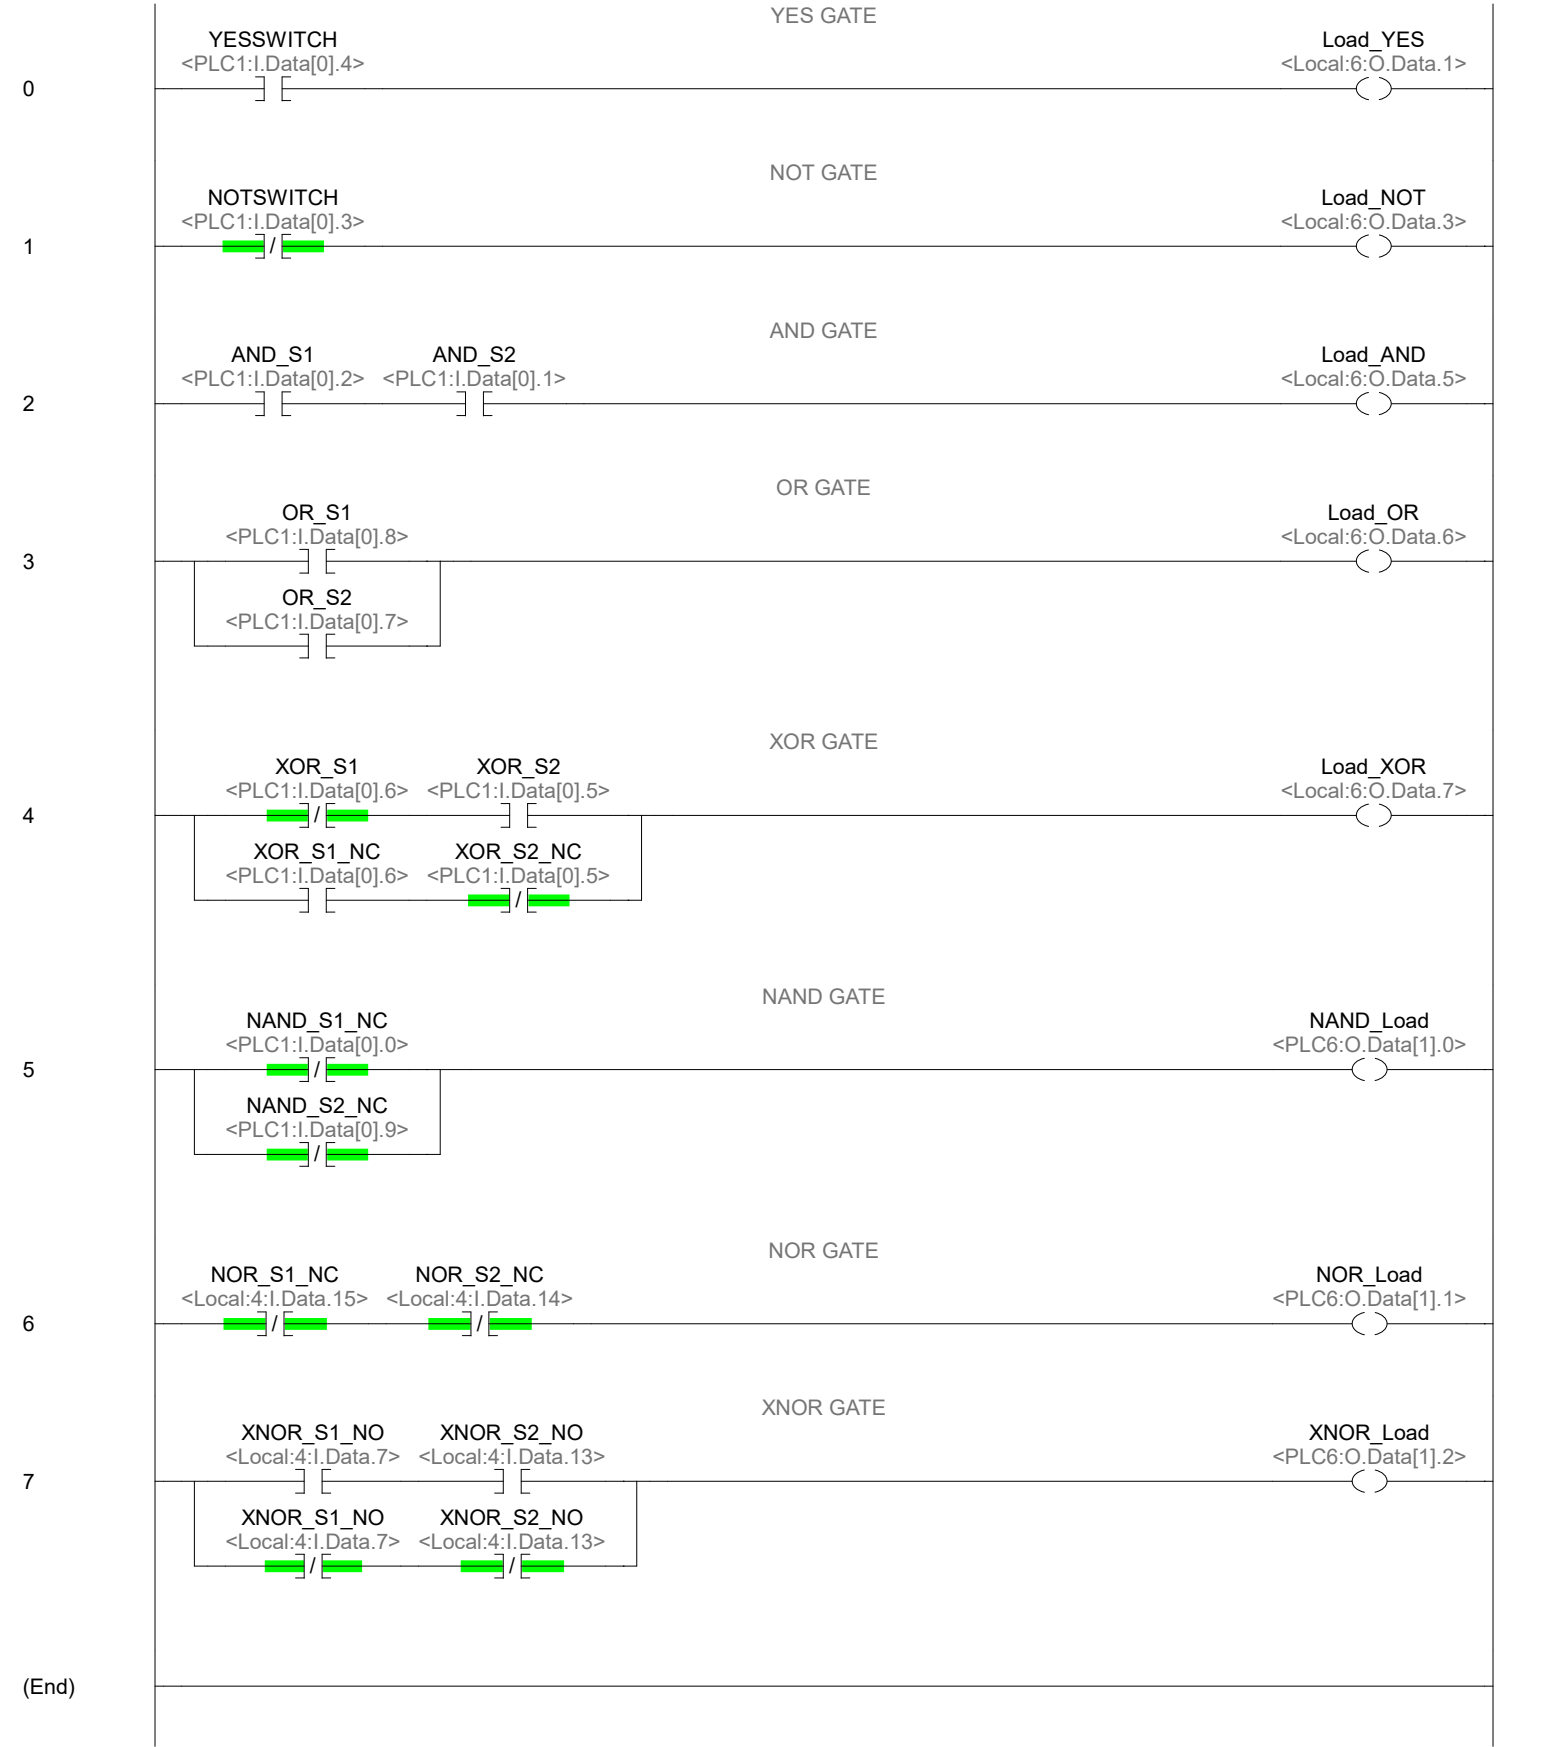 YES GATE
YESSWITCH Load_YES
<PLC1:I.Data[0].4> <Local:6:O.Data.1>
0
NOT GATE
NOTSWITCH Load_NOT
<PLC1:I.Data[0].3> <Local:6:O.Data.3>
/
1
AND GATE
AND_S1 AND_S2 Load_AND
<PLC1:I.Data[0].2> <PLC1:I.Data[0].1> <Local:6:O.Data.5>
2
OR GATE
OR_S1 Load_OR
<PLC1:I.Data[0].8> <Local:6:O.Data.6>
3
OR_S2
<PLC1:I.Data[0].7>
XOR GATE
XOR_S1 XOR_S2 Load_XOR
<PLC1:I.Data[0].6> <PLC1:I.Data[0].5> <Local:6:O.Data.7>
4 /
XOR_S1_NC XOR_S2_NC
<PLC1:I.Data[0].6> <PLC1:I.Data[0].5>
/
NAND GATE
NAND_S1_NC NAND_Load
<PLC1:I.Data[0].0> <PLC6:O.Data[1].0>
5 /
NAND_S2_NC
<PLC1:I.Data[0].9>
/
NOR GATE
NOR_S1_NC NOR_S2_NC NOR_Load
<Local:4:I.Data.15> <Local:4:I.Data.14> <PLC6:O.Data[1].1>
6 / /
XNOR GATE
XNOR_S1_NO XNOR_S2_NO XNOR_Load
<Local:4:I.Data.7> <Local:4:I.Data.13> <PLC6:O.Data[1].2>
7
XNOR_S1_NO XNOR_S2_NO
<Local:4:I.Data.7> <Local:4:I.Data.13>
/ /
(End)